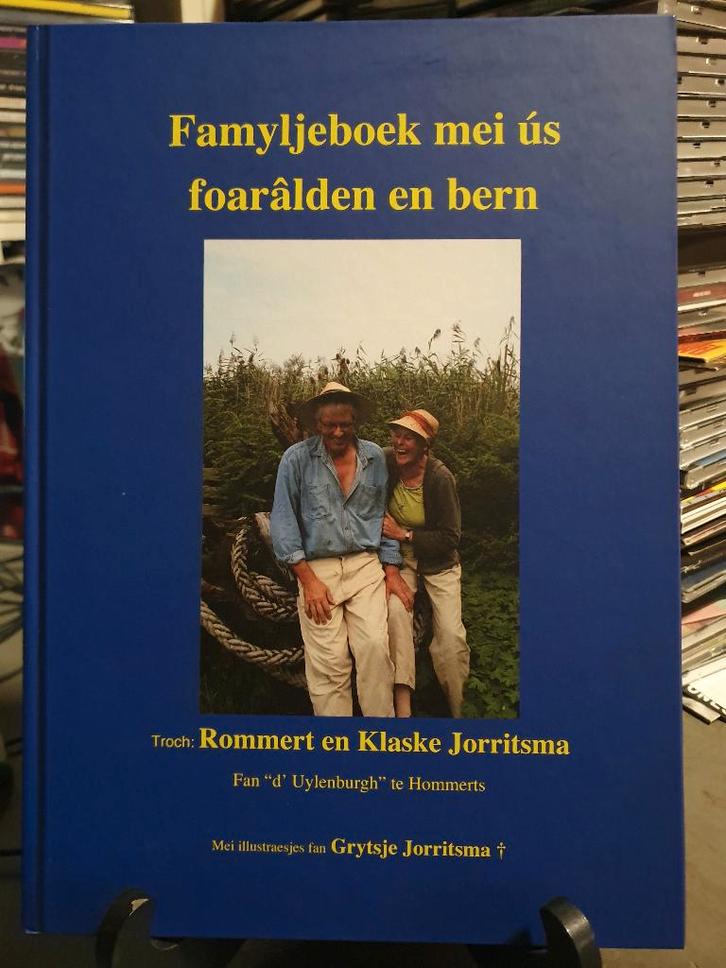 Famyljeboek mei ús
foarâlden en bern
Troch: Rommert en Klaske Jorritsma
Fan “d’ Uylenburgh” te Hommerts
Mei illustraesjes fan Grytsje Jorritsma †